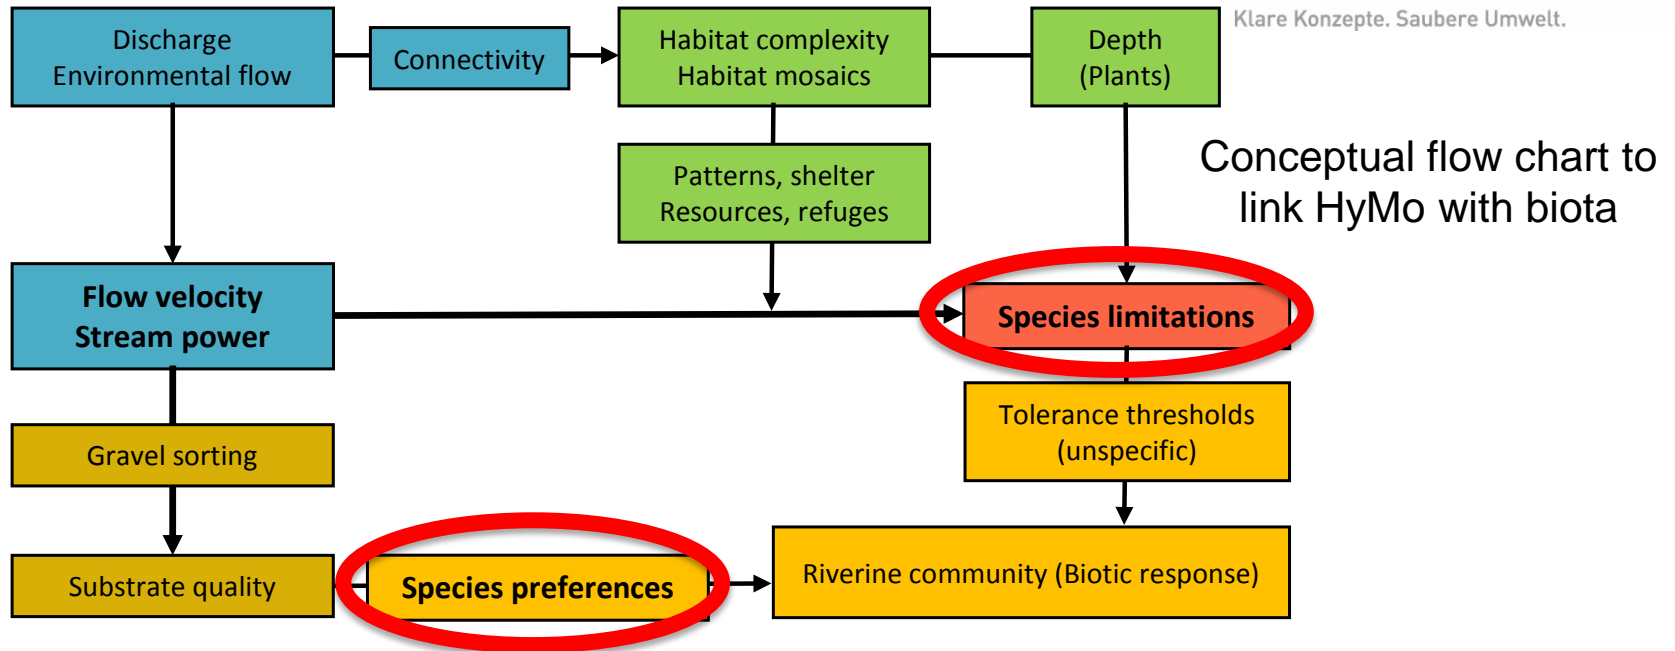 Klare Konzepte. Saubere Umwelt.
Discharge
Environmental flow
Connectivity
Habitat complexity
Habitat mosaics
Depth
(Plants)
Conceptual flow chart to
link HyMo with biota
Patterns, shelter
Resources, refuges
Flow velocity
Stream power
Species limitations
Tolerance thresholds
(unspecific)
Gravel sorting
Substrate quality
Species preferences
Riverine community (Biotic response)